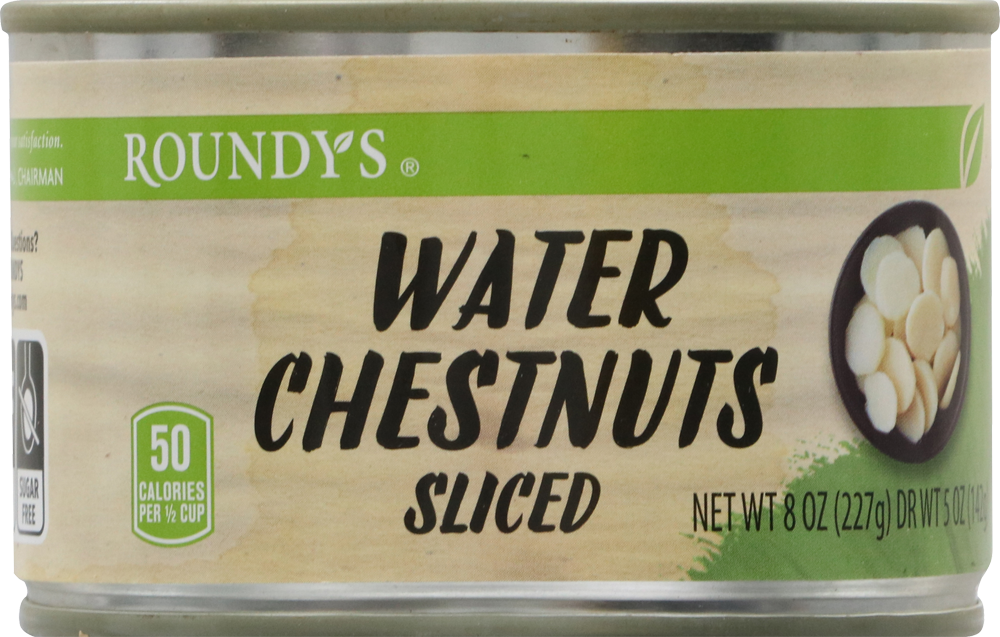 satisfaction.
CHAIRMAN
ROUNDY'S ®
WATER
CHESTNUTS
SLICED
50
CALORIES
PER ½ CUP
SUGAR
FREE
NET WT 8 OZ (227g) DR WT 5 OZ